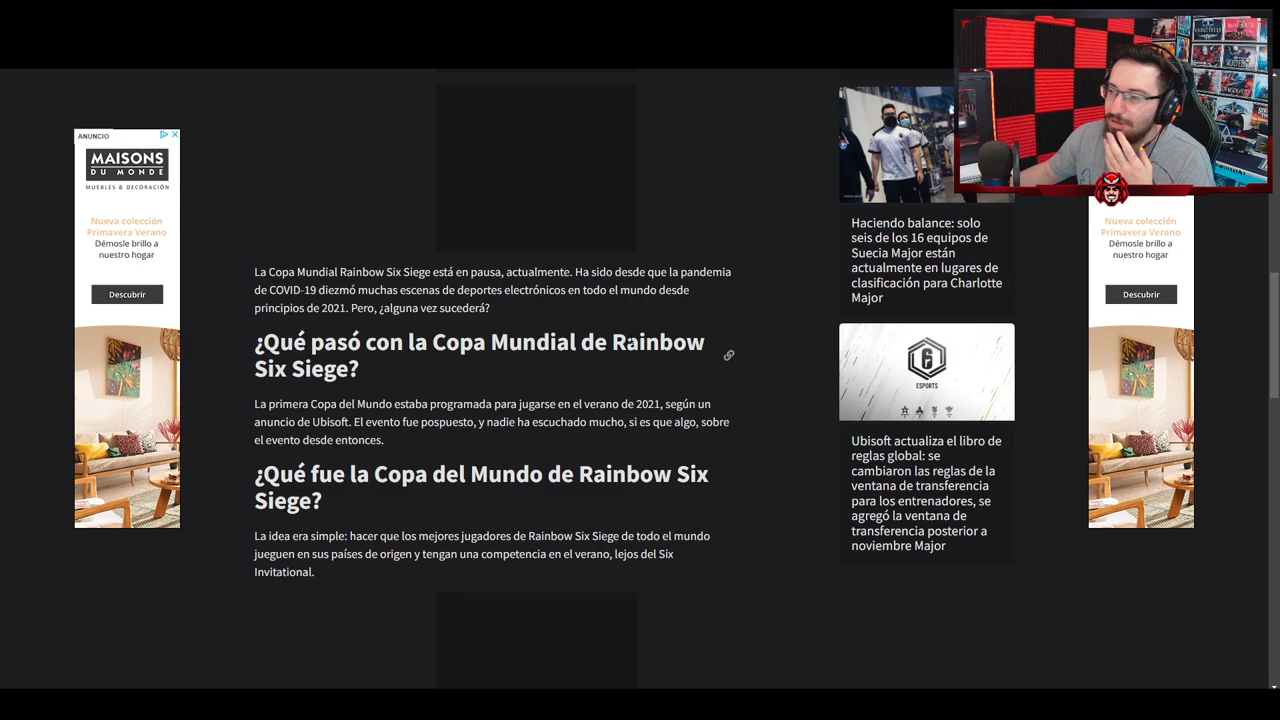 ANUNCIO
MAISONS
DU MONDE
MUEBLES & DECORACIÓN
Nueva colección
Primavera Verano
Démosle brillo a
nuestro hogar
Descubrir
La Copa Mundial Rainbow Six Siege está en pausa, actualmente. Ha sido desde que la pandemia
de COVID-19 diezmó muchas escenas de deportes electrónicos en todo el mundo desde
principios de 2021. Pero, ¿alguna vez sucederá?
¿Qué pasó con la Copa Mundial de Rainbow
Six Siege?
La primera Copa del Mundo estaba programada para jugarse en el verano de 2021, según un
anuncio de Ubisoft. El evento fue pospuesto, y nadie ha escuchado mucho, si es que algo, sobre
el evento desde entonces.
¿Qué fue la Copa del Mundo de Rainbow Six
Siege?
La idea era simple: hacer que los mejores jugadores de Rainbow Six Siege de todo el mundo
jueguen en sus países de origen y tengan una competencia en el verano, lejos del Six
Invitational.
Haciendo balance: solo
seis de los 16 equipos de
Suecia Major están
actualmente en lugares de
clasificación para Charlotte
Major
6
ESPORTS
Ubisoft actualiza el libro de
reglas global: se
cambiaron las reglas de la
ventana de transferencia
para los entrenadores, se
agregó la ventana de
transferencia posterior a
noviembre Major
Nueva colección
Primavera Verano
Démosle brillo a
nuestro hogar
Descubrir